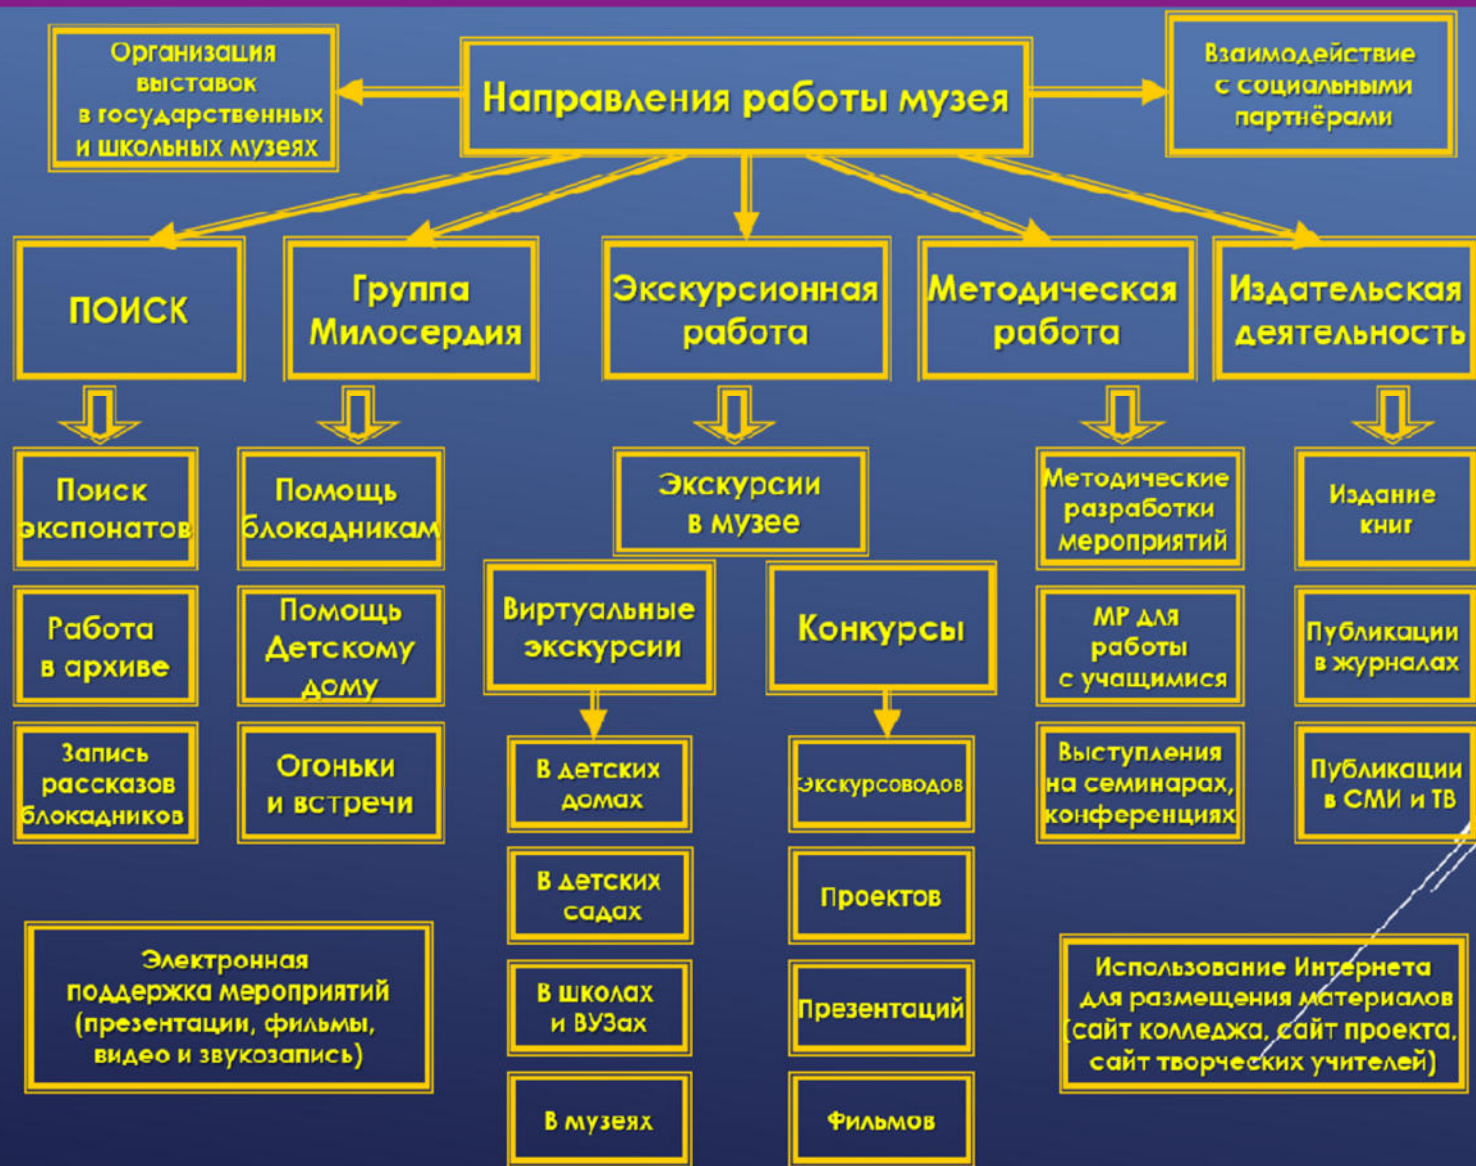 Организация
выставок
в государственных
и школьных музеях
Направления работы музея
Взаимодействие
с социальными
партнёрами
ПОИСК
Группа
Милосердия
Экскурсионная
работа
Методическая
работа
Издательская
деятельность
Поиск
экспонатов
Работа
в архиве
Запись
рассказов
блокадников
Помощь
блокадникам
Помощь
Детскому
дому
Огоньки
и встречи
Экскурсии
в музее
Виртуальные
экскурсии
В детских
домах
В детских
садах
В школах
и ВУЗах
В музеях
Конкурсы
Экскурсоводов
Проектов
Презентаций
Фильмов
Методические
разработки
мероприятий
МР для
работы
с учащимися
Выступления
на семинарах,
конференциях
Издание
книг
Публикации
в журналах
Публикации
в СМИ и ТВ
Электронная
поддержка мероприятий
(презентации, фильмы,
видео и звукозапись)
Использование Интернета
для размещения материалов
(сайт колледжа, сайт проекта,
сайт творческих учителей)